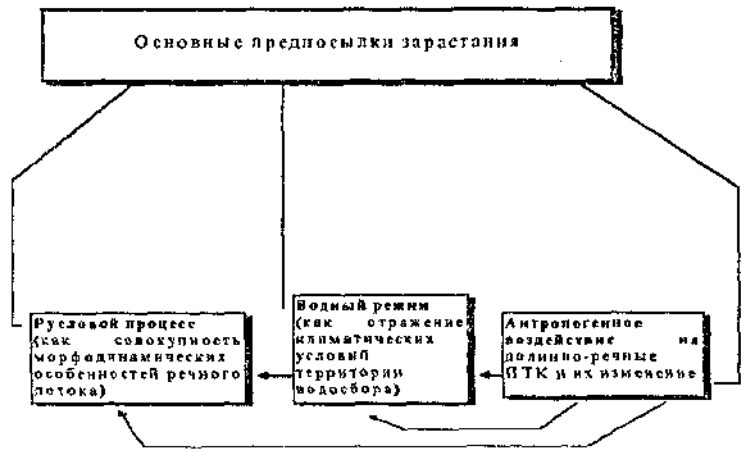 Основные предпосылки зарастания
Русловой процесс
(как совокупность
морфодинамических
особенностей речного
потока)
Водный режим
(как отражение
климатических
условий
территории
водосбора)
Антропогенное
воздействие на
долинно-речные
ПТК и их изменение